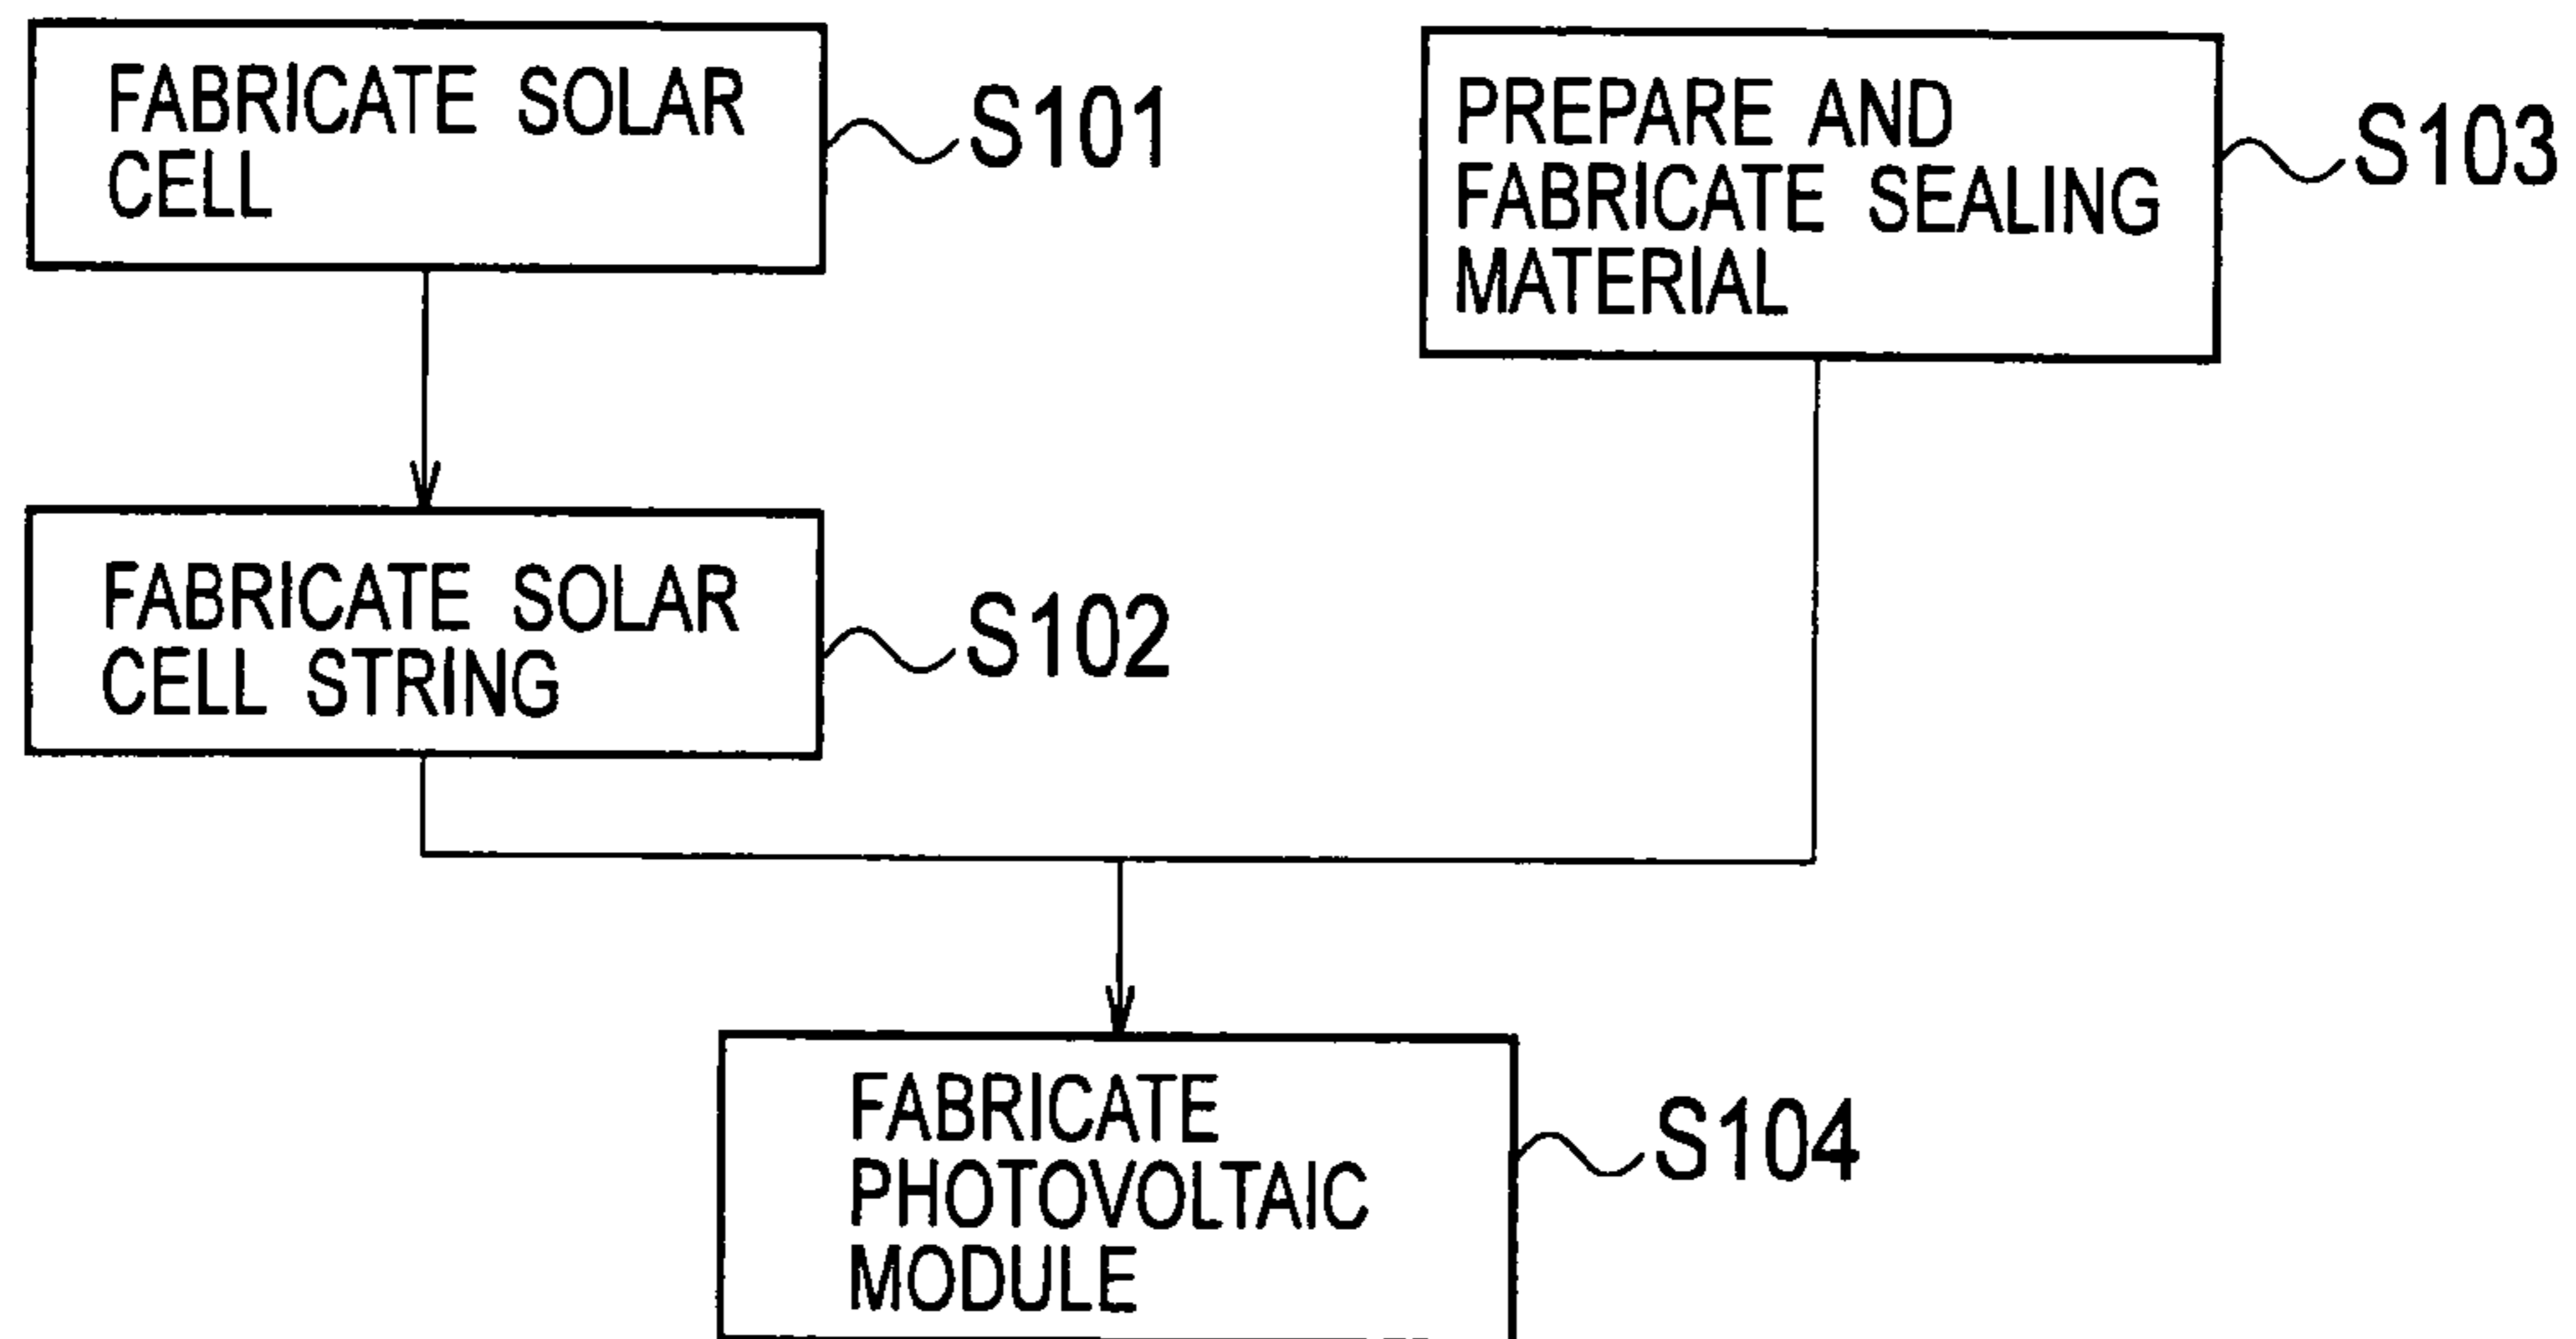 FABRICATE SOLAR
CELL
S101
PREPARE AND
FABRICATE SEALING
MATERIAL
S103
FABRICATE SOLAR
CELL STRING
S102
FABRICATE
PHOTOVOLTAIC
MODULE
S104